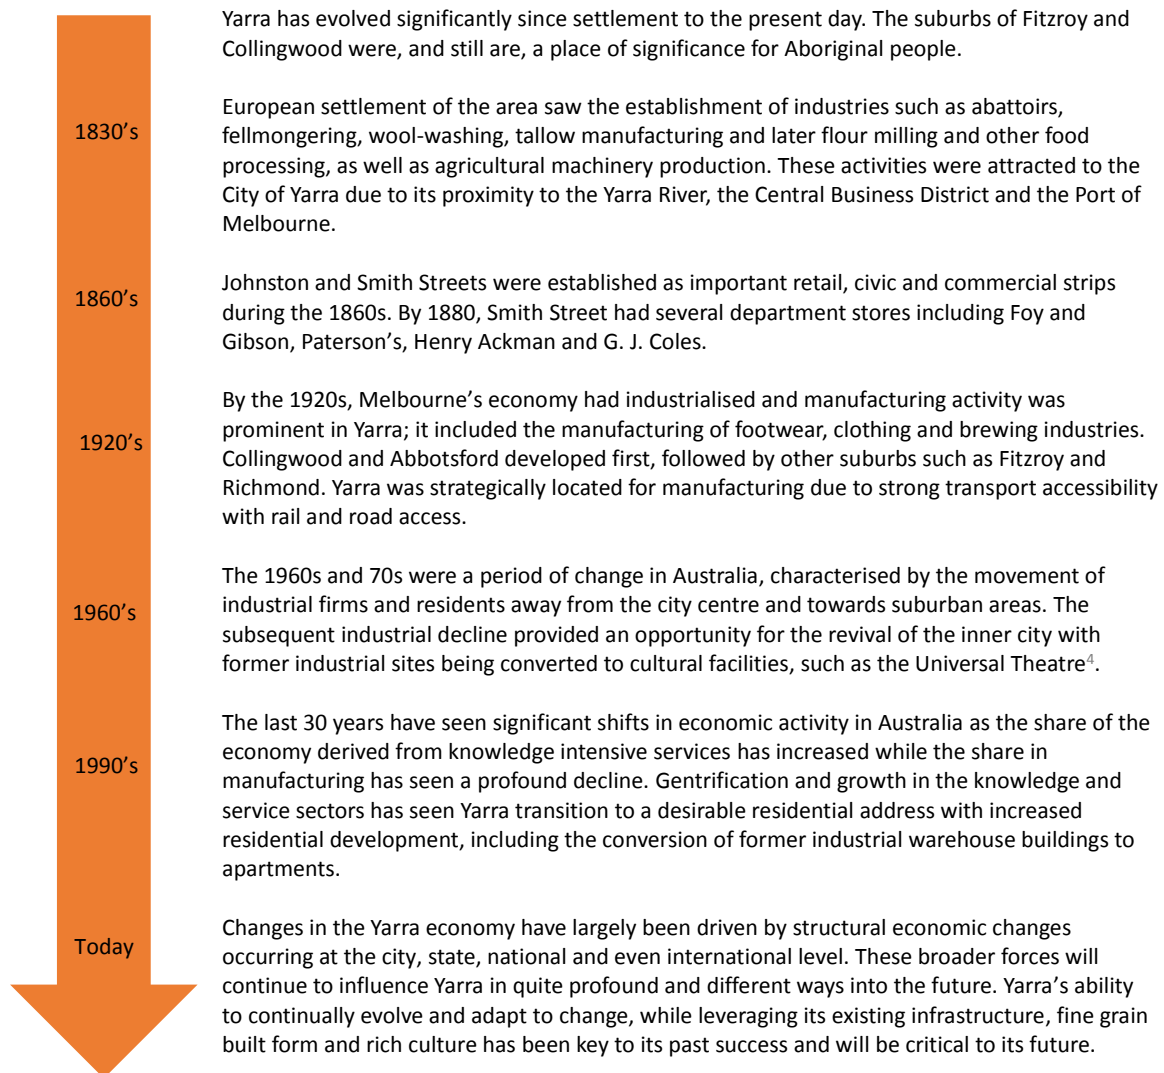 Yarra has evolved significantly since settlement to the present day. The suburbs of Fitzroy and
Collingwood were, and still are, a place of significance for Aboriginal people.
1830’s
European settlement of the area saw the establishment of industries such as abattoirs,
fellmongering, wool-washing, tallow manufacturing and later flour milling and other food
processing, as well as agricultural machinery production. These activities were attracted to the
City of Yarra due to its proximity to the Yarra River, the Central Business District and the Port of
Melbourne.
1860’s
Johnston and Smith Streets were established as important retail, civic and commercial strips
during the 1860s. By 1880, Smith Street had several department stores including Foy and
Gibson, Paterson’s, Henry Ackman and G. J. Coles.
1920’s
By the 1920s, Melbourne’s economy had industrialised and manufacturing activity was
prominent in Yarra; it included the manufacturing of footwear, clothing and brewing industries.
Collingwood and Abbotsford developed first, followed by other suburbs such as Fitzroy and
Richmond. Yarra was strategically located for manufacturing due to strong transport accessibility
with rail and road access.
1960’s
The 1960s and 70s were a period of change in Australia, characterised by the movement of
industrial firms and residents away from the city centre and towards suburban areas. The
subsequent industrial decline provided an opportunity for the revival of the inner city with
former industrial sites being converted to cultural facilities, such as the Universal Theatre⁴.
1990’s
The last 30 years have seen significant shifts in economic activity in Australia as the share of the
economy derived from knowledge intensive services has increased while the share in
manufacturing has seen a profound decline. Gentrification and growth in the knowledge and
service sectors has seen Yarra transition to a desirable residential address with increased
residential development, including the conversion of former industrial warehouse buildings to
apartments.
Today
Changes in the Yarra economy have largely been driven by structural economic changes
occurring at the city, state, national and even international level. These broader forces will
continue to influence Yarra in quite profound and different ways into the future. Yarra’s ability
to continually evolve and adapt to change, while leveraging its existing infrastructure, fine grain
built form and rich culture has been key to its past success and will be critical to its future.